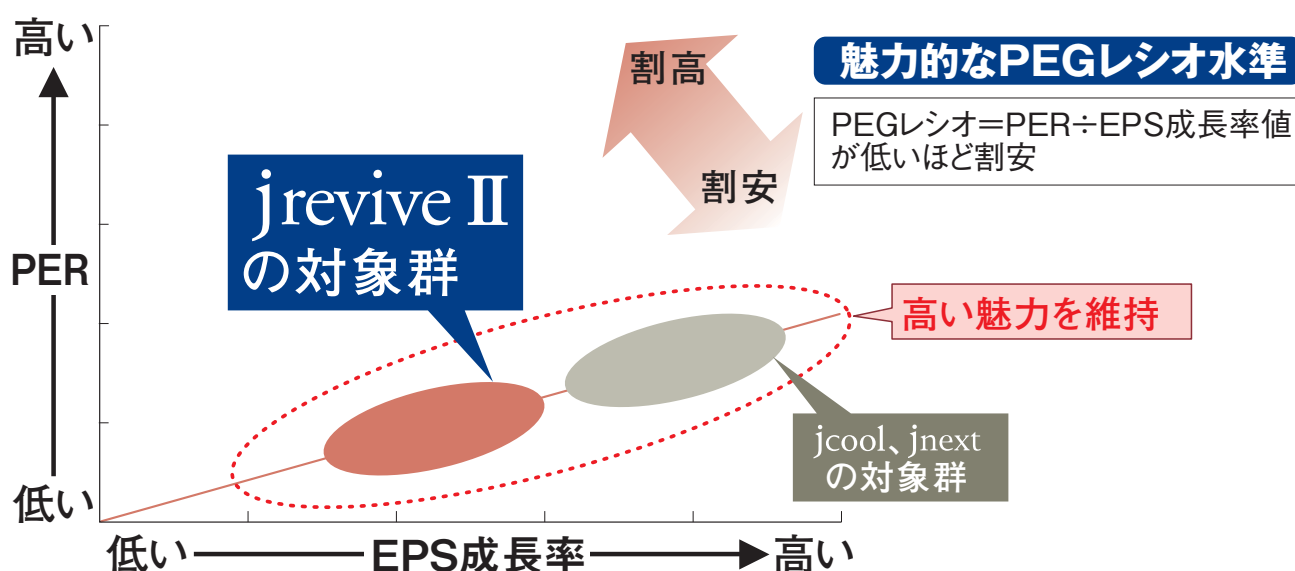 高い
PER
低い
割高
割安
魅力的なPEGレシオ水準
PEGレシオ=PER÷EPS成長率値
が低いほど割安
jrevive Ⅱ
の対象群
高い魅力を維持
jcool、jnext
の対象群
低い
EPS成長率
高い